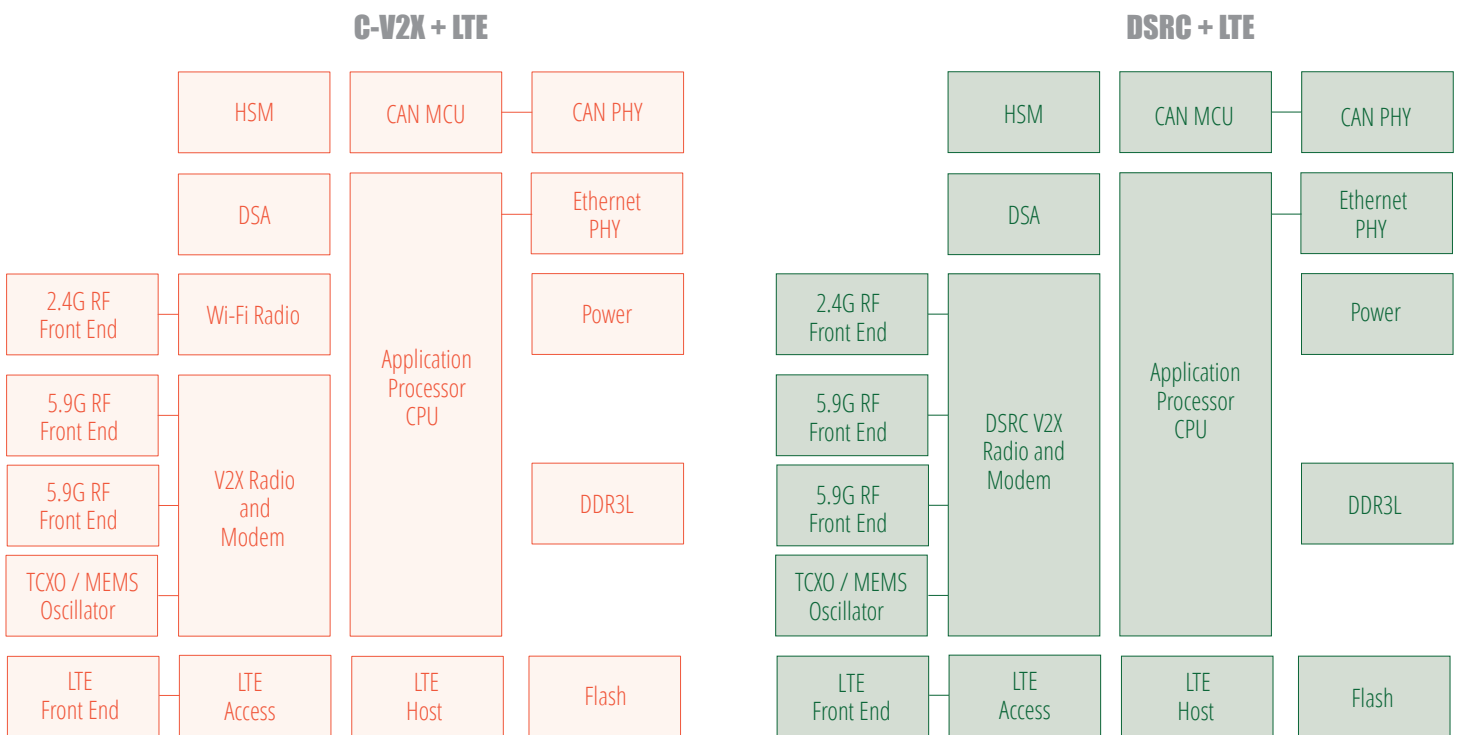 C-V2X + LTE
HSM
CAN MCU
CAN PHY
DSA
Ethernet
PHY
2.4G RF
Front End
Wi-Fi Radio
Application
Processor
CPU
Power
5.9G RF
Front End
V2X Radio
and
Modem
5.9G RF
Front End
DDR3L
TCXO / MEMS
Oscillator
LTE
Front End
LTE
Access
LTE
Host
Flash
DSRC + LTE
HSM
CAN MCU
CAN PHY
DSA
Ethernet
PHY
2.4G RF
Front End
DSRC V2X
Radio and
Modem
Application
Processor
CPU
Power
5.9G RF
Front End
5.9G RF
Front End
DDR3L
TCXO / MEMS
Oscillator
LTE
Front End
LTE
Access
LTE
Host
Flash